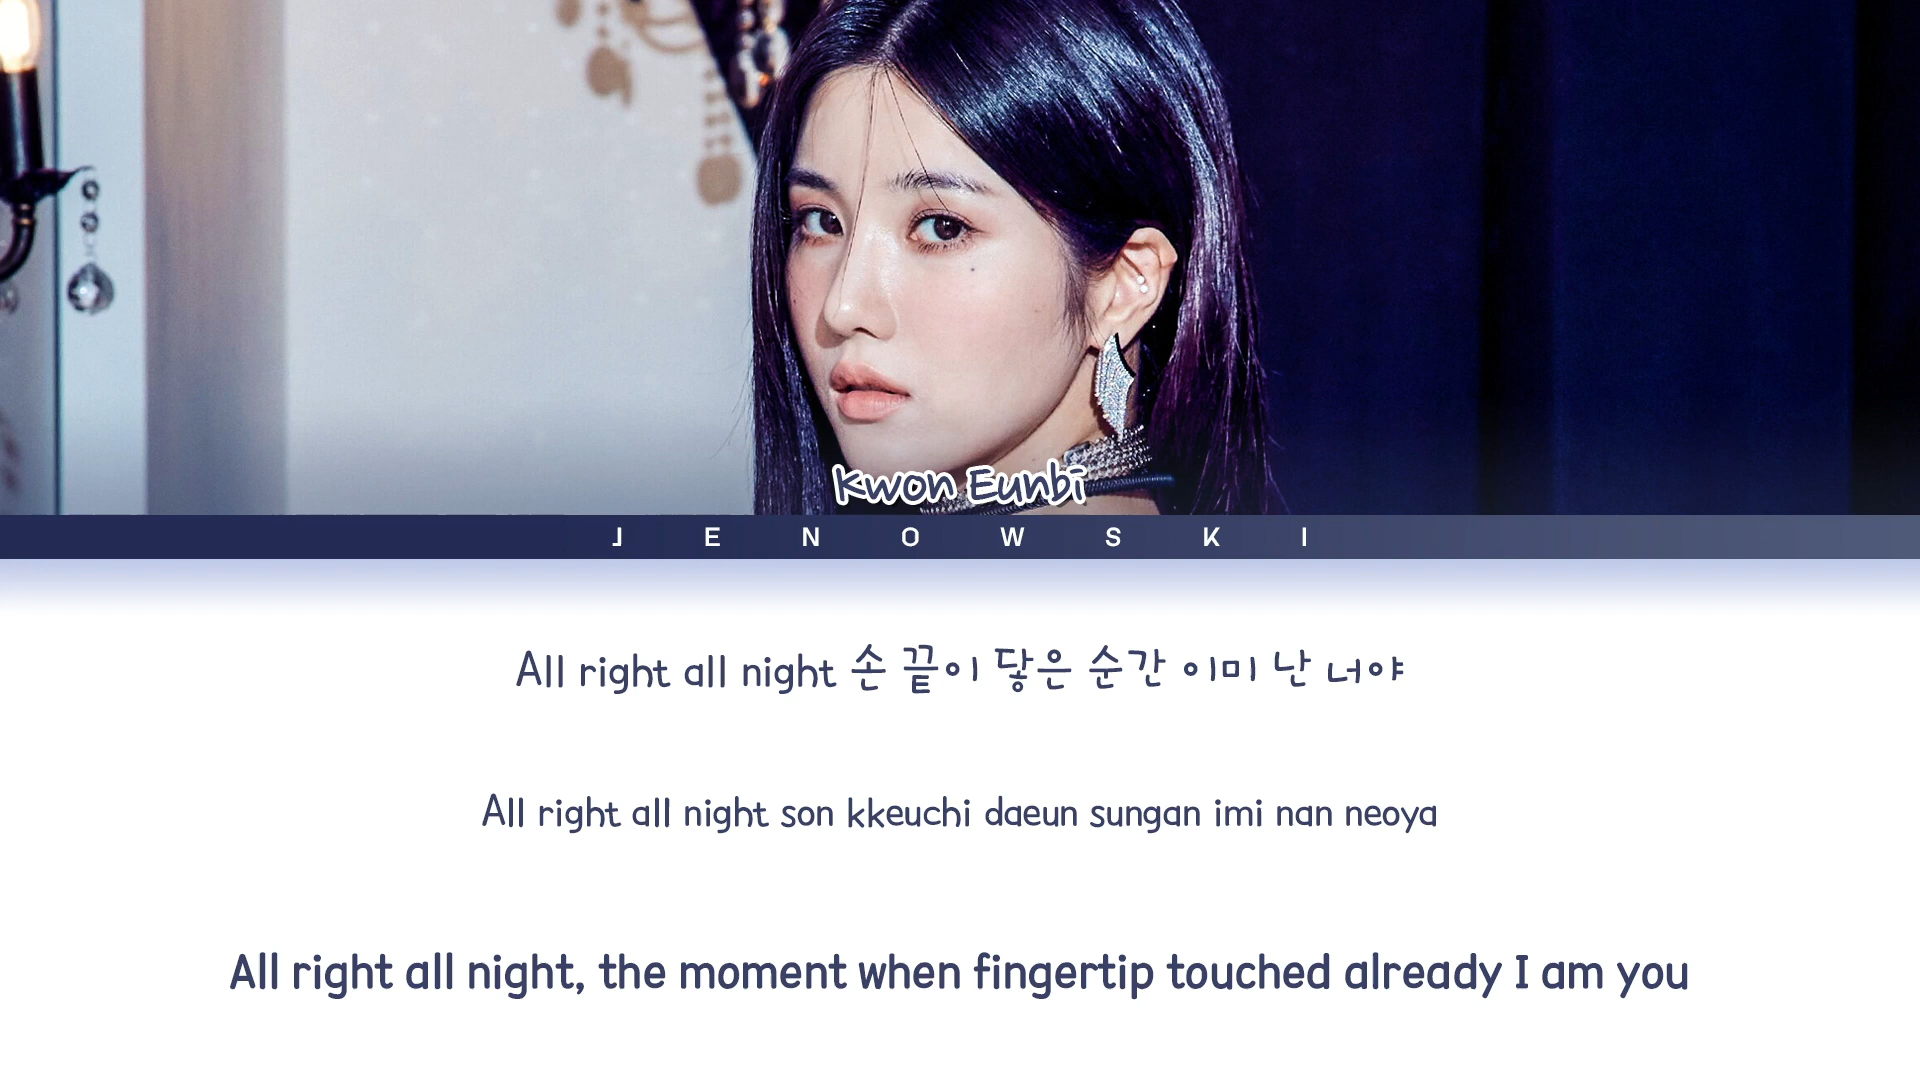 Kwon Eunbi
JENOWSKI
All right all night 손 끝이 닿은 순간 이미 난 너야
All right all night son kkeuchi daeun sungan imi nan neoya
All right all night, the moment when fingertip touched already I am you